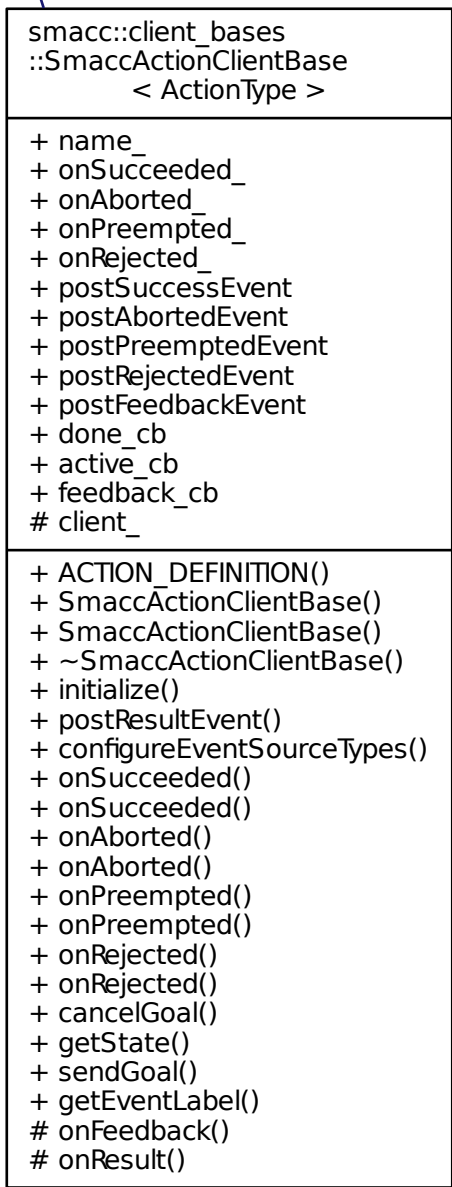 smacc::client_bases
::SmaccActionClientBase
< ActionType >
+ name_
+ onSucceeded_
+ onAborted_
+ onPreempted_
+ onRejected_
+ postSuccessEvent
+ postAbortedEvent
+ postPreemptedEvent
+ postRejectedEvent
+ postFeedbackEvent
+ done_cb
+ active_cb
+ feedback_cb
# client_
+ ACTION_DEFINITION()
+ SmaccActionClientBase()
+ SmaccActionClientBase()
+ ~SmaccActionClientBase()
+ initialize()
+ postResultEvent()
+ configureEventSourceTypes()
+ onSucceeded()
+ onSucceeded()
+ onAborted()
+ onAborted()
+ onPreempted()
+ onPreempted()
+ onRejected()
+ onRejected()
+ cancelGoal()
+ getState()
+ sendGoal()
+ getEventLabel()
# onFeedback()
# onResult()